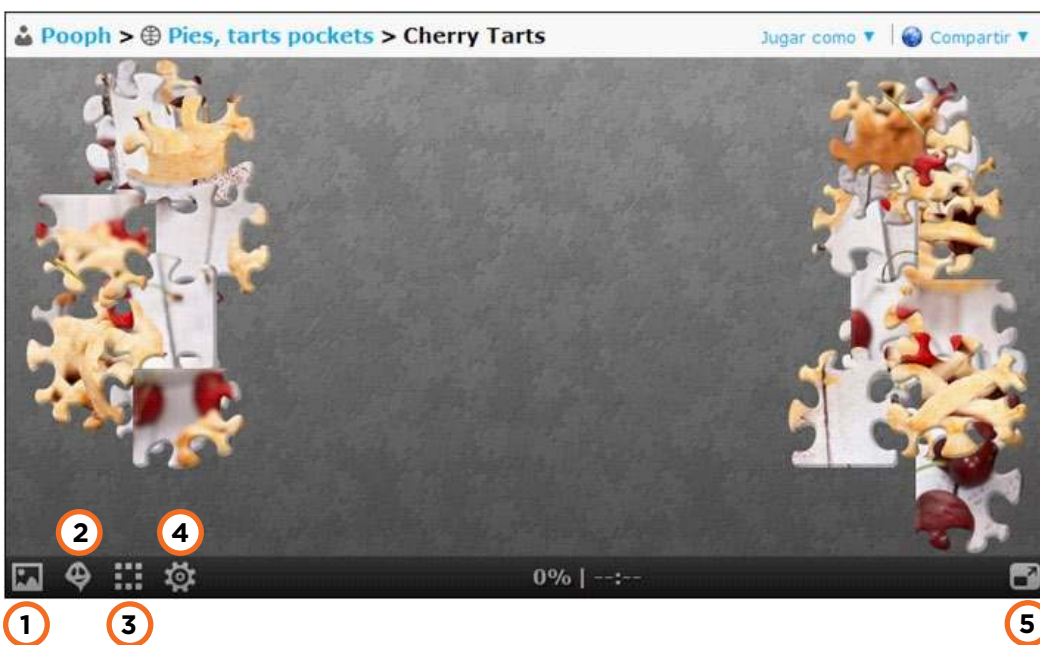 Pooph > Pies, tarts pockets > Cherry Tarts Jugar como ▼ | Compartir ▼
2 4
0% | --:--
1 3 5